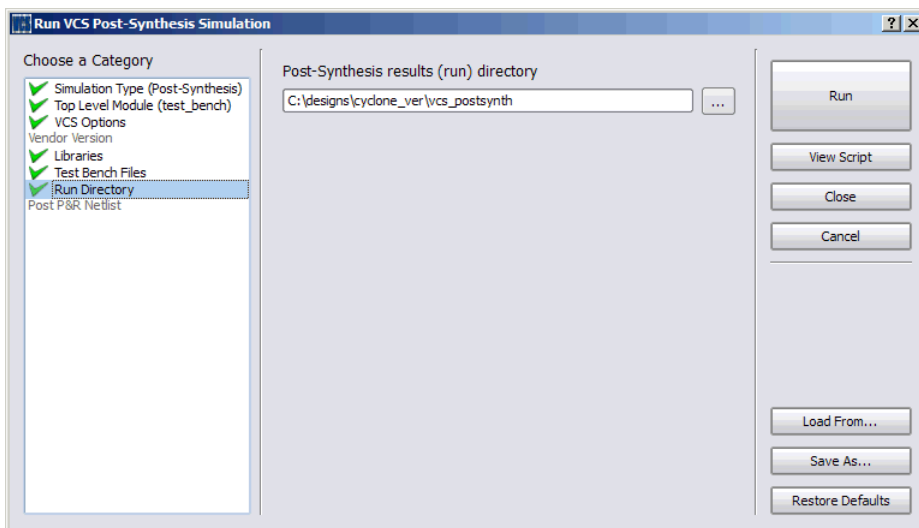 Run VCS Post-Synthesis Simulation
Choose a Category
Simulation Type (Post-Synthesis)
Top Level Module (test_bench)
VCS Options
Vendor Version
Libraries
Test Bench Files
Run Directory
Post P&R Netlist
Post-Synthesis results (run) directory
C:\designs\cyclone_ver\vcs_postsynth
...
Run
View Script
Close
Cancel
Load From...
Save As...
Restore Defaults